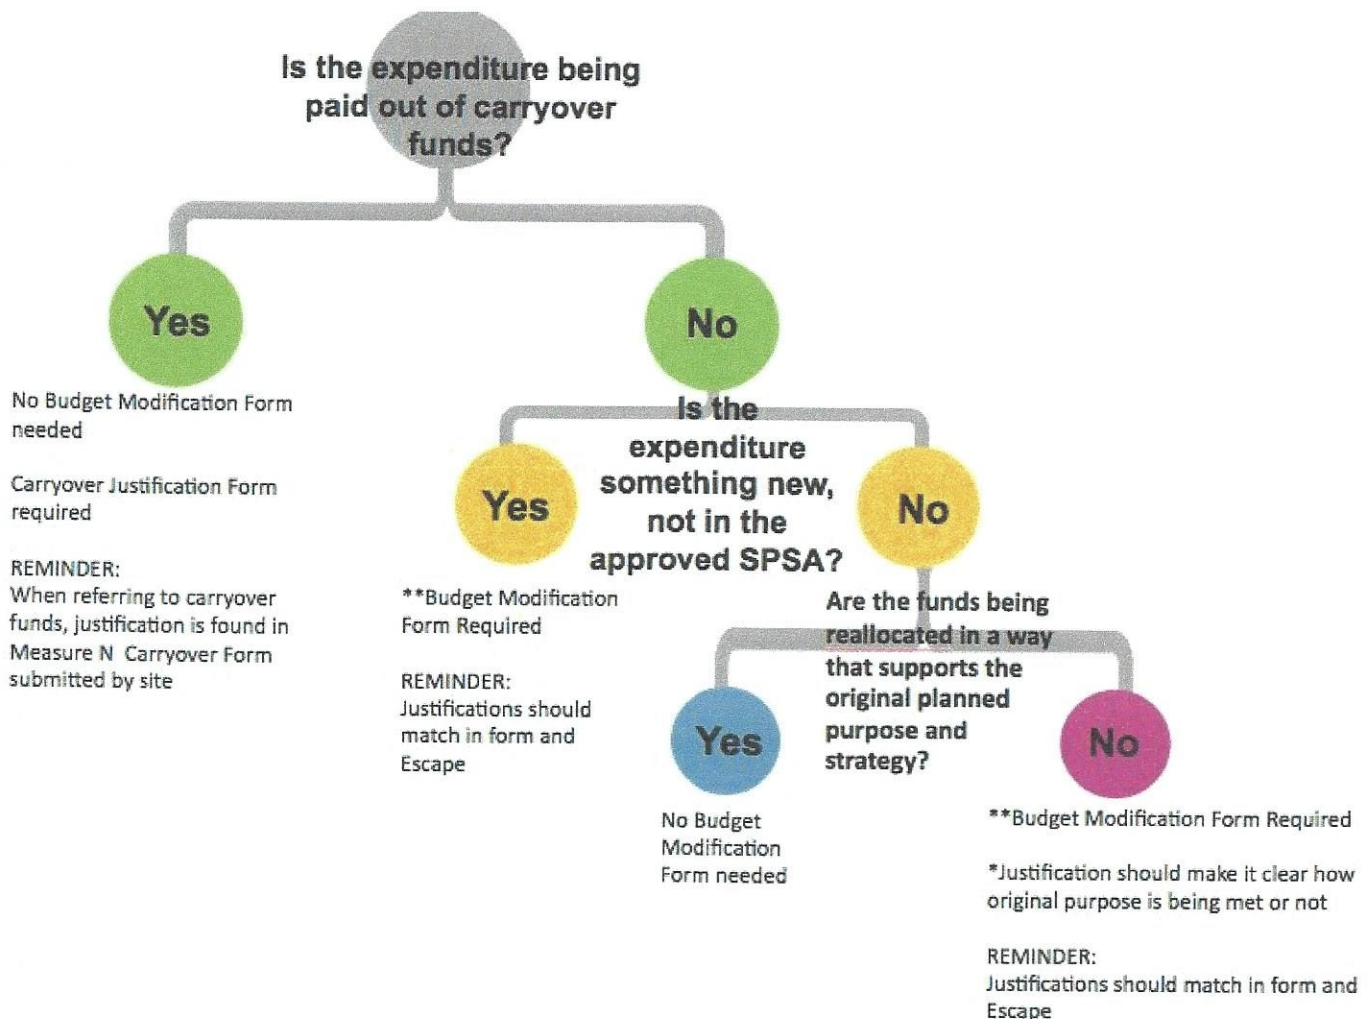 Is the expenditure being
paid out of carryover
funds?
Yes
No
No Budget Modification Form
needed
Carryover Justification Form
required
REMINDER:
When referring to carryover
funds, justification is found in
Measure N Carryover Form
submitted by site
Is the
expenditure
something new,
not in the
approved SPSA?
Yes
No
**Budget Modification
Form Required
REMINDER:
Justifications should
match in form and
Escape
Are the funds being
reallocated in a way
that supports the
original planned
purpose and
strategy?
Yes
No
No Budget
Modification
Form needed
**Budget Modification Form Required
*Justification should make it clear how
original purpose is being met or not
REMINDER:
Justifications should match in form and
Escape